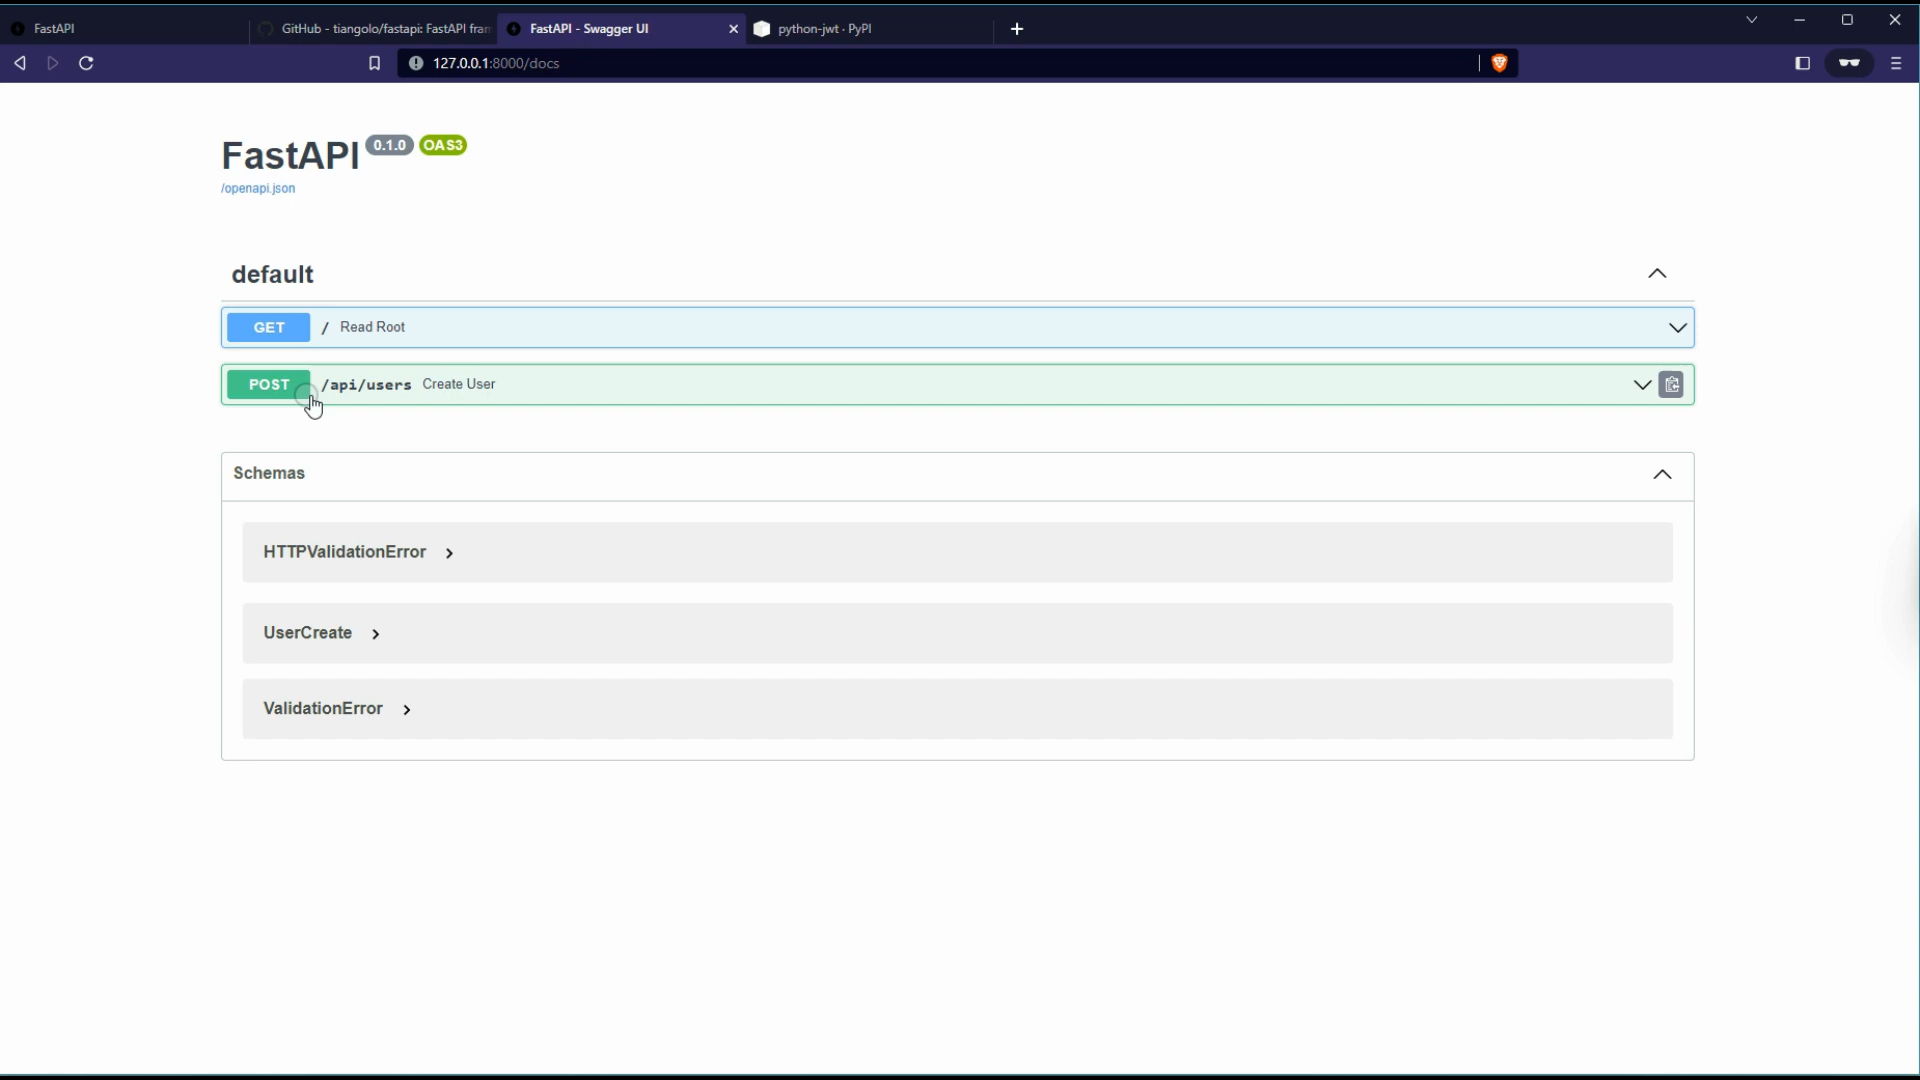 FastAPI
GitHub - tiangolo/fastapi: FastAPI fram
FastAPI - Swagger UI
python-jwt · PyPI
127.0.0.1:8000/docs
FastAPI 0.1.0 OAS3
/openapi.json
default
GET / Read Root
POST /api/users Create User
Schemas
HTTPValidationError
UserCreate
ValidationError